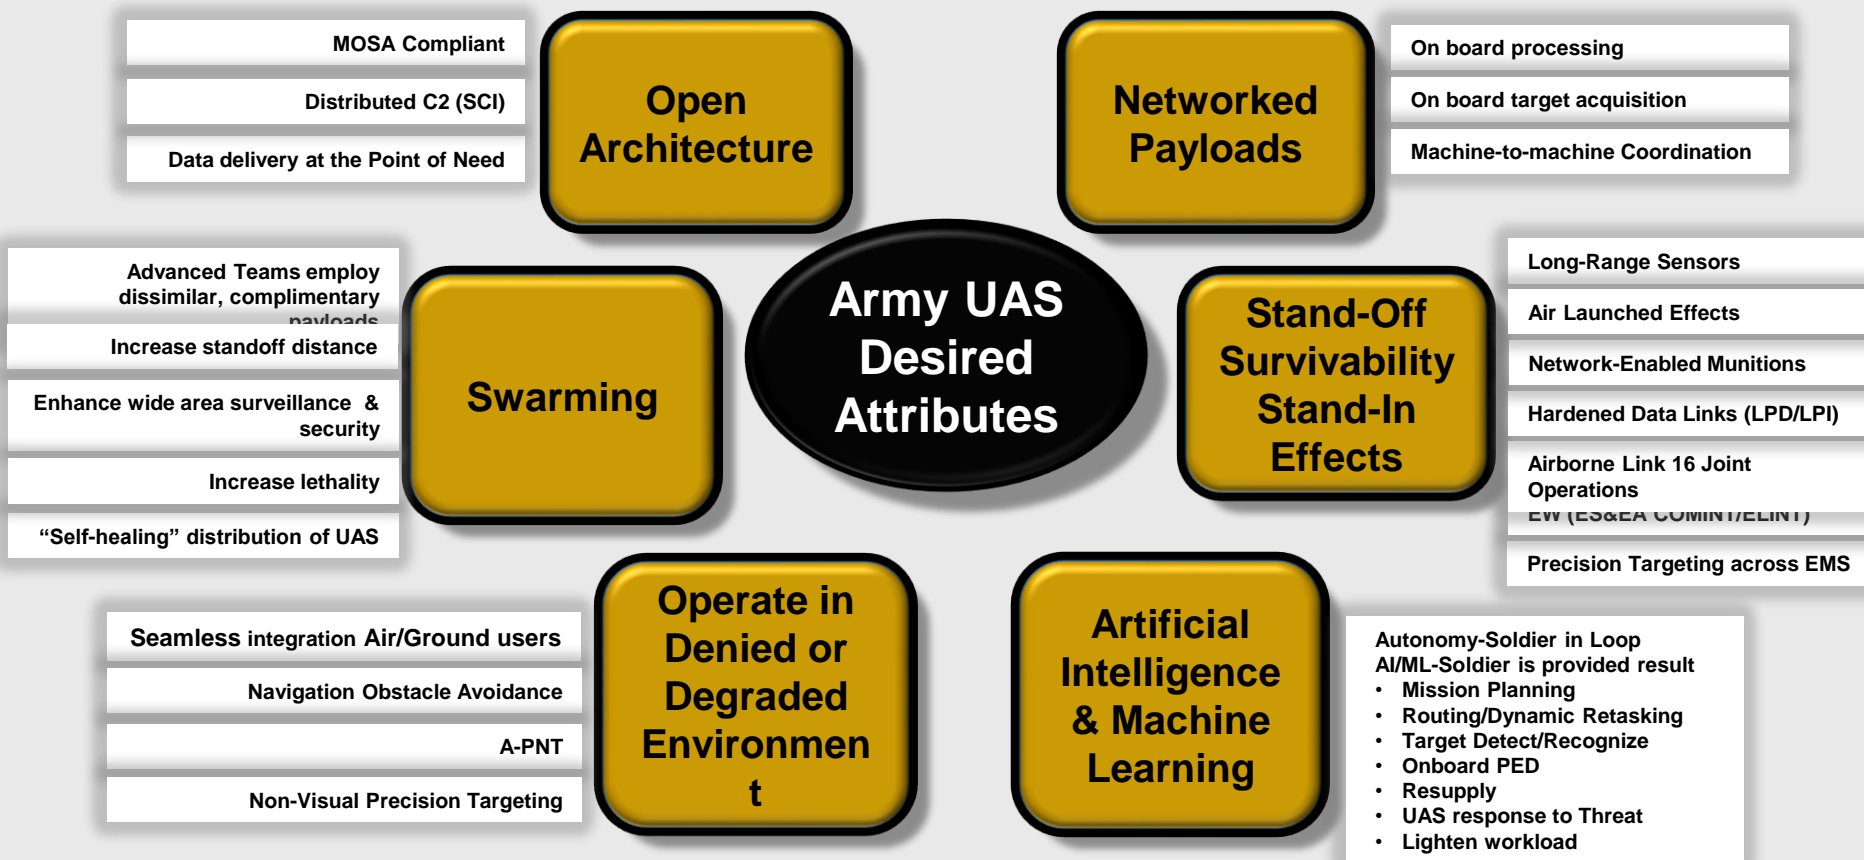 MOSA Compliant
Distributed C2 (SCI)
Data delivery at the Point of Need
Open
Architecture
Networked
Payloads
On board processing
On board target acquisition
Machine-to-machine Coordination
Advanced Teams employ
dissimilar, complimentary
payloads
Increase standoff distance
Enhance wide area surveillance &
security
Increase lethality
“Self-healing” distribution of UAS
Swarming
Army UAS
Desired
Attributes
Stand-Off
Survivability
Stand-In
Effects
Long-Range Sensors
Air Launched Effects
Network-Enabled Munitions
Hardened Data Links (LPD/LPI)
Airborne Link 16 Joint
Operations
EW (ES&EA COMINT/ELINT)
Precision Targeting across EMS
Seamless integration Air/Ground users
Navigation Obstacle Avoidance
A-PNT
Non-Visual Precision Targeting
Operate in
Denied or
Degraded
Environmen
t
Artificial
Intelligence
& Machine
Learning
Autonomy-Soldier in Loop
AI/ML-Soldier is provided result
• Mission Planning
• Routing/Dynamic Retasking
• Target Detect/Recognize
• Onboard PED
• Resupply
• UAS response to Threat
• Lighten workload